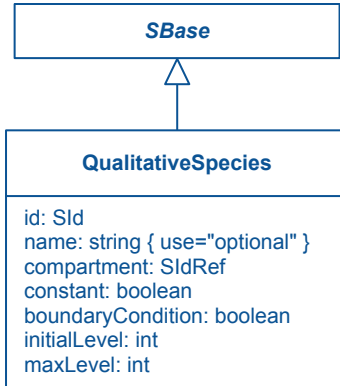 SBase
QualitativeSpecies
id: SId
name: string { use="optional" }
compartment: SIdRef
constant: boolean
boundaryCondition: boolean
initialLevel: int
maxLevel: int